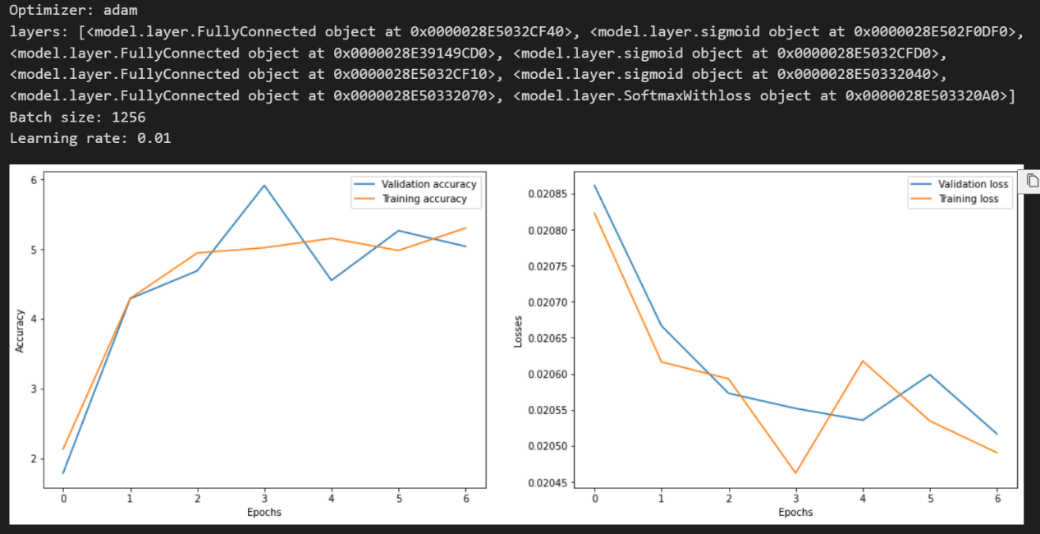 Optimizer: adam
layers: [<model.layer.FullyConnected object at 0x0000028E5032CF40>, <model.layer.sigmoid object at 0x0000028E502F0DF0>,
<model.layer.FullyConnected object at 0x0000028E39149CD0>, <model.layer.sigmoid object at 0x0000028E5032CFD0>,
<model.layer.FullyConnected object at 0x0000028E5032CF10>, <model.layer.sigmoid object at 0x0000028E50332040>,
<model.layer.FullyConnected object at 0x0000028E50332070>, <model.layer.SoftmaxWithloss object at 0x0000028E503320A0>]
Batch size: 1256
Learning rate: 0.01
Validation accuracy
Training accuracy
Accuracy
6
5
4
3
2
0 1 2 3 4 5 6
Epochs
Validation loss
Training loss
Losses
0.02085
0.02080
0.02075
0.02070
0.02065
0.02060
0.02055
0.02050
0.02045
0 1 2 3 4 5 6
Epochs